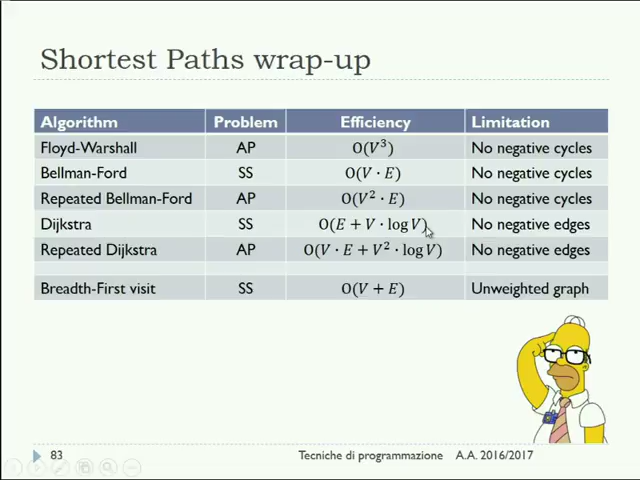 Shortest Paths wrap-up
Algorithm Problem Efficiency Limitation
Floyd-Warshall AP O(V³) No negative cycles
Bellman-Ford SS O(V · E) No negative cycles
Repeated Bellman-Ford AP O(V² · E) No negative cycles
Dijkstra SS O(E + V · log V) No negative edges
Repeated Dijkstra AP O(V · E + V² · log V) No negative edges
Breadth-First visit SS O(V + E) Unweighted graph
83 Tecniche di programmazione A.A. 2016/2017